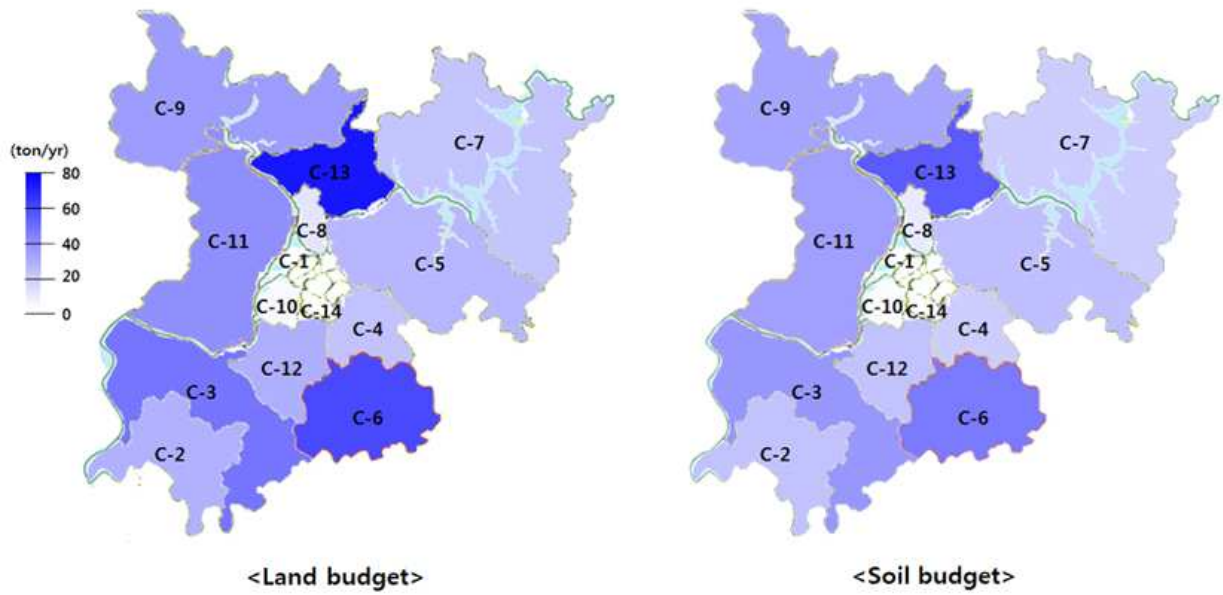 C-9
C-7
(ton/yr)
80
60
40
20
0
C-13
C-11
C-8
C-5
C-1
C-10
C-14
C-4
C-12
C-3
C-6
C-2
<Land budget>
C-9
C-7
C-13
C-11
C-8
C-5
C-1
C-10
C-14
C-4
C-12
C-3
C-6
C-2
<Soil budget>